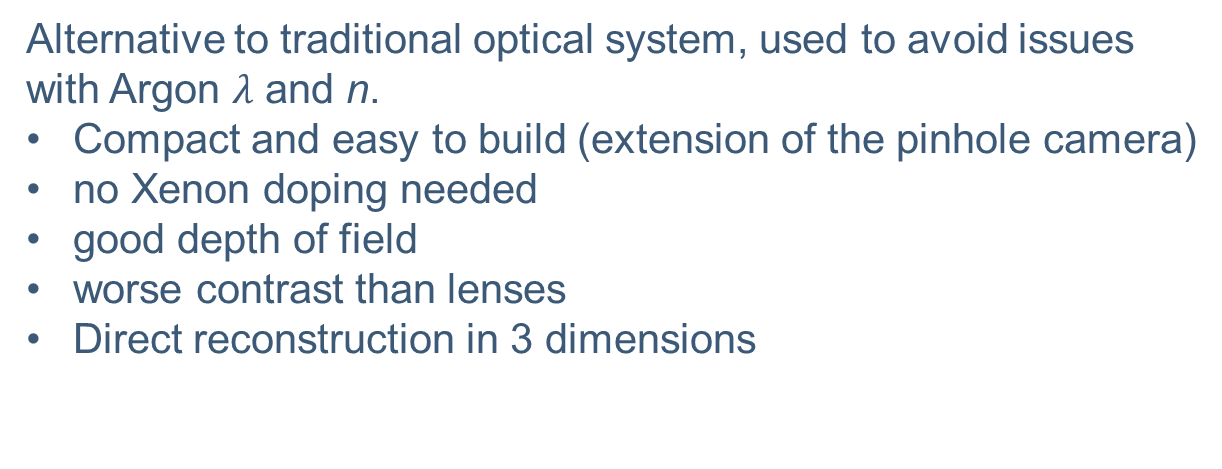 Alternative to traditional optical system, used to avoid issues
with Argon λ and n.
• Compact and easy to build (extension of the pinhole camera)
• no Xenon doping needed
• good depth of field
• worse contrast than lenses
• Direct reconstruction in 3 dimensions